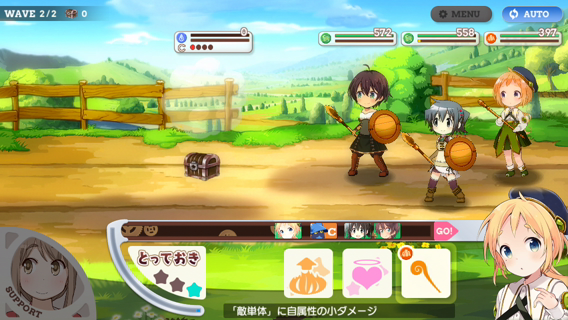 WAVE 2/2 0
MENU
AUTO
0
C
572
558
397
C
GO!
とっておき
SUPPORT
「敵単体」に自属性の小ダメージ